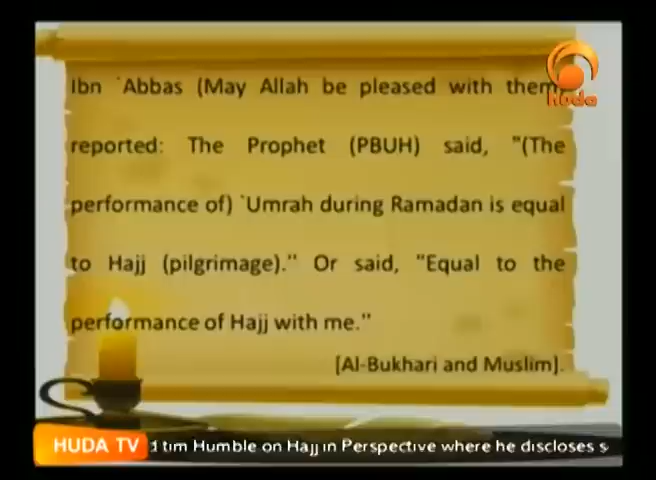 Ibn `Abbas (May Allah be pleased with them)
reported: The Prophet (PBUH) said, "(The
performance of) `Umrah during Ramadan is equal
to Hajj (pilgrimage)." Or said, "Equal to the
performance of Hajj with me."
[Al-Bukhari and Muslim].
Huda
HUDA TV
tim Humble on Hajj in Perspective where he discloses s